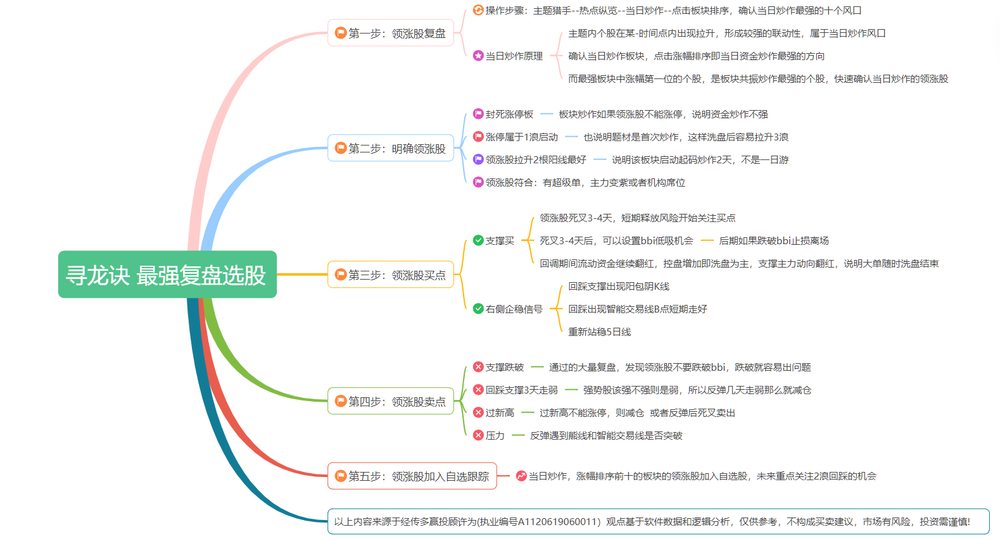 寻龙诀 最强复盘选股
第一步：领涨股复盘
操作步骤：主题猎手--热点纵览--当日炒作--点击板块排序，确认当日炒作最强的十个风口
当日炒作原理
主题内个股在某-时间点内出现拉升，形成较强的联动性，属于当日炒作风口
确认当日炒作板块，点击涨幅排序即当日资金炒作最强的方向
而最强板块中涨幅第一位的个股，是板块共振炒作最强的个股，快速确认当日炒作的领涨股
第二步：明确领涨股
封死涨停板
板块炒作如果领涨股不能涨停，说明资金炒作不强
涨停属于1浪启动
也说明题材是首次炒作，这样洗盘后容易拉升3浪
领涨股拉升2根阳线最好
说明该板块启动起码炒作2天，不是一日游
领涨股符合：有超级单，主力变紫或者机构席位
第三步：领涨股买点
支撑买
领涨股死叉3-4天，短期释放风险开始关注买点
死叉3-4天后，可以设置bbi低吸机会
后期如果跌破bbi止损离场
回调期间流动资金继续翻红，控盘增加即洗盘为主，支撑主力动向翻红，说明大单随时洗盘结束
右侧企稳信号
回踩支撑出现阳包阴K线
回踩出现智能交易线B点短期走好
重新站稳5日线
第四步：领涨股卖点
支撑跌破
通过的大量复盘，发现领涨股不要跌破bbi，跌破就容易出问题
回踩支撑3天走弱
强势股该强不强则是弱，所以反弹几天走弱那么就减仓
过新高
过新高不能涨停，则减仓 或者反弹后死叉卖出
压力
反弹遇到熊线和智能交易线是否突破
第五步：领涨股加入自选跟踪
当日炒作，涨幅排序前十的板块的领涨股加入自选股，未来重点关注2浪回踩的机会
以上内容来源于经传多赢投顾许为(执业编号A1120619060011）观点基于软件数据和逻辑分析，仅供参考，不构成买卖建议，市场有风险，投资需谨慎!